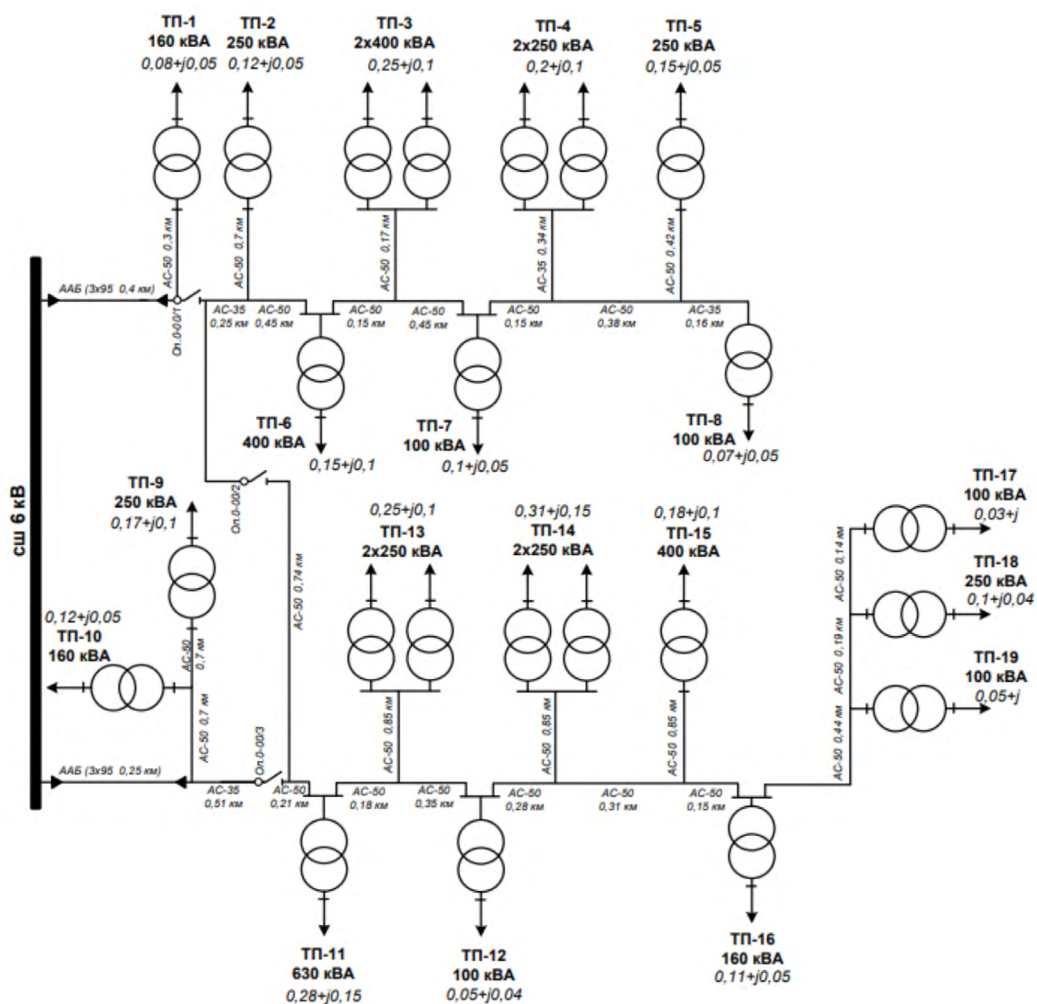 ТП-1
160 кВА
0,08+j0,05
ТП-2
250 кВА
0,12+j0,05
ТП-3
2х400 кВА
0,25+j0,1
ТП-4
2х250 кВА
0,2+j0,1
ТП-5
250 кВА
0,15+j0,05
АС-50 0,3 км
АС-50 0,7 км
АС-50 0,17 км
АС-35 0,34 км
АС-50 0,42 км
ААБ (3х95 0,4 км)
Оп.0-00/1
АС-35
0,25 км
АС-50
0,45 км
АС-50
0,15 км
АС-50
0,45 км
АС-50
0,15 км
АС-50
0,38 км
АС-35
0,16 км
ТП-6
400 кВА
0,15+j0,1
ТП-7
100 кВА
0,1+j0,05
ТП-8
100 кВА
0,07+j0,05
сш 6 кВ
ТП-9
250 кВА
0,17+j0,1
Оп.0-00/2
АС-50 0,74 км
0,25+j0,1
ТП-13
2х250 кВА
0,31+j0,15
ТП-14
2х250 кВА
0,18+j0,1
ТП-15
400 кВА
ТП-17
100 кВА
0,03+j
ТП-18
250 кВА
0,1+j0,04
ТП-19
100 кВА
0,05+j
АС-50 0,14 км
АС-50 0,19 км
АС-50 0,44 км
0,12+j0,05
ТП-10
160 кВА
АС-50
0,7 км
АС-50 0,7 км
АС-50 0,85 км
АС-50 0,85 км
АС-50 0,85 км
ААБ (3х95 0,25 км)
Оп.0-00/3
АС-35
0,51 км
АС-50
0,21 км
АС-50
0,18 км
АС-50
0,35 км
АС-50
0,28 км
АС-50
0,31 км
АС-50
0,15 км
ТП-11
630 кВА
0,28+j0,15
ТП-12
100 кВА
0,05+j0,04
ТП-16
160 кВА
0,11+j0,05